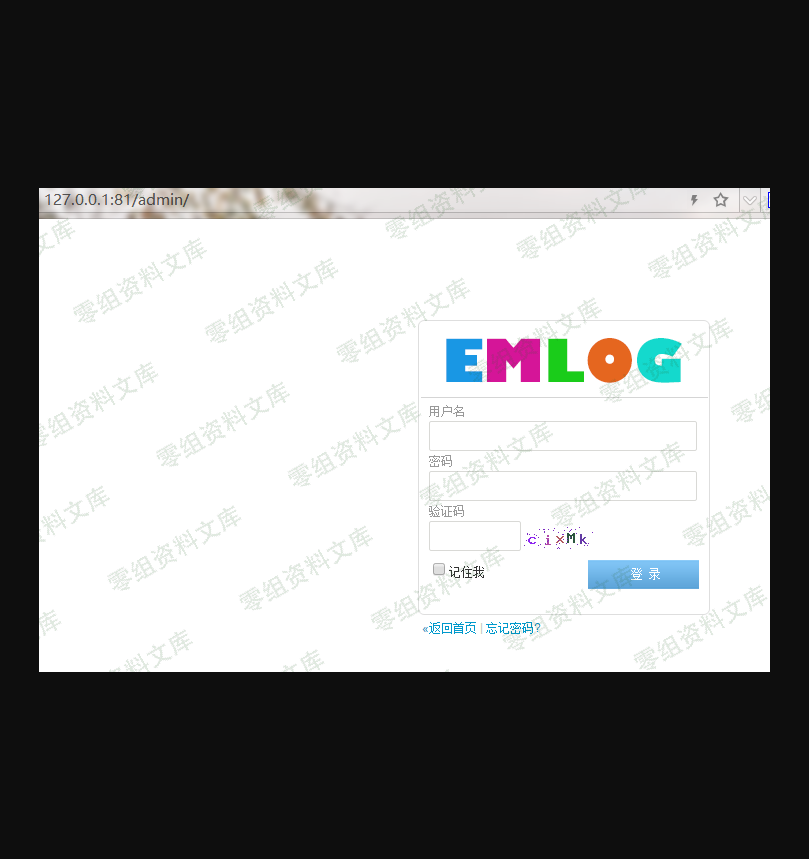 127.0.0.1:81/admin/
EMLOG
用户名
密码
验证码
cixMk
记住我
登 录
«返回首页 | 忘记密码?
零组资料文库